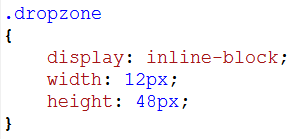 .dropzone
{
    display: inline-block;
    width: 12px;
    height: 48px;
}